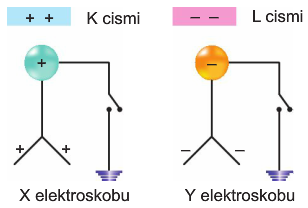 + + K cismi
– – L cismi
+
–
+ +
– –
X elektroskobu
Y elektroskobu